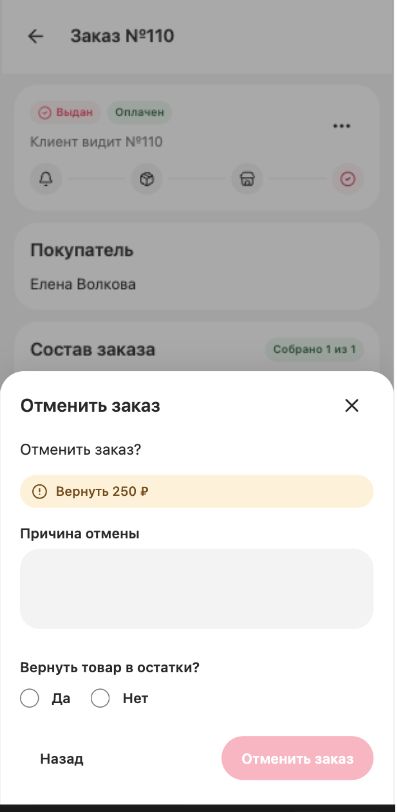 Заказ №110
Выдан Оплачен
Клиент видит №110
Покупатель
Елена Волкова
Состав заказа Собрано 1 из 1
Отменить заказ
Отменить заказ?
Вернуть 250 ₽
Причина отмены
Вернуть товар в остатки?
Да Нет
Назад Отменить заказ